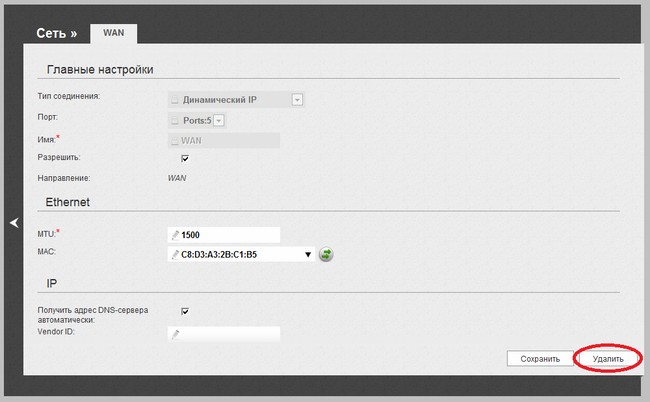 Сеть » WAN
Главные настройки
Тип соединения: Динамический IP
Порт: Ports:5
Имя:* WAN
Разрешить:
Направление: WAN
Ethernet
MTU:* 1500
MAC: C8:D3:A3:2B:C1:B5
IP
Получить адрес DNS-сервера
автоматически:
Vendor ID:
Сохранить Удалить